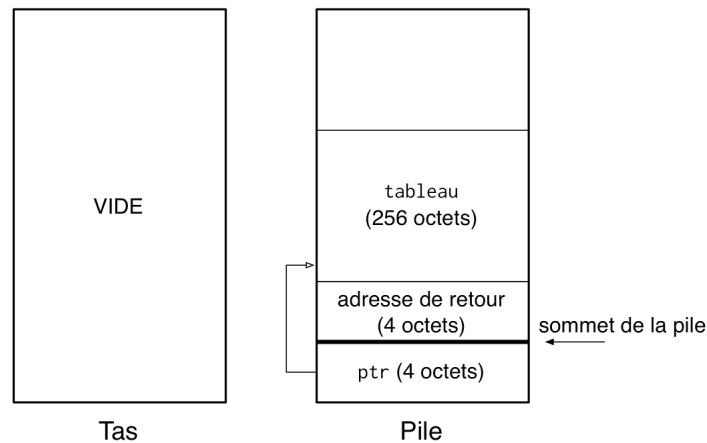 VIDE
tableau
(256 octets)
adresse de retour
(4 octets)
sommet de la pile
ptr (4 octets)
Tas
Pile